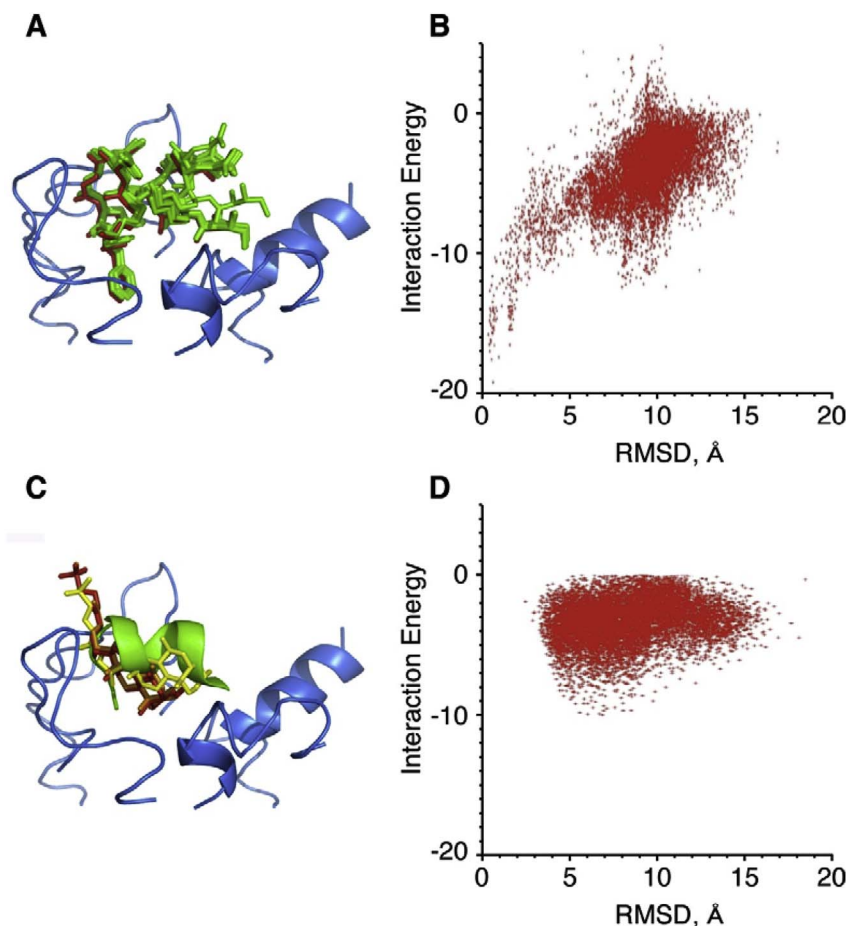 A
B
Interaction Energy
0
-10
-20
0 5 10 15 20
RMSD, Å
C
D
Interaction Energy
0
-10
-20
0 5 10 15 20
RMSD, Å